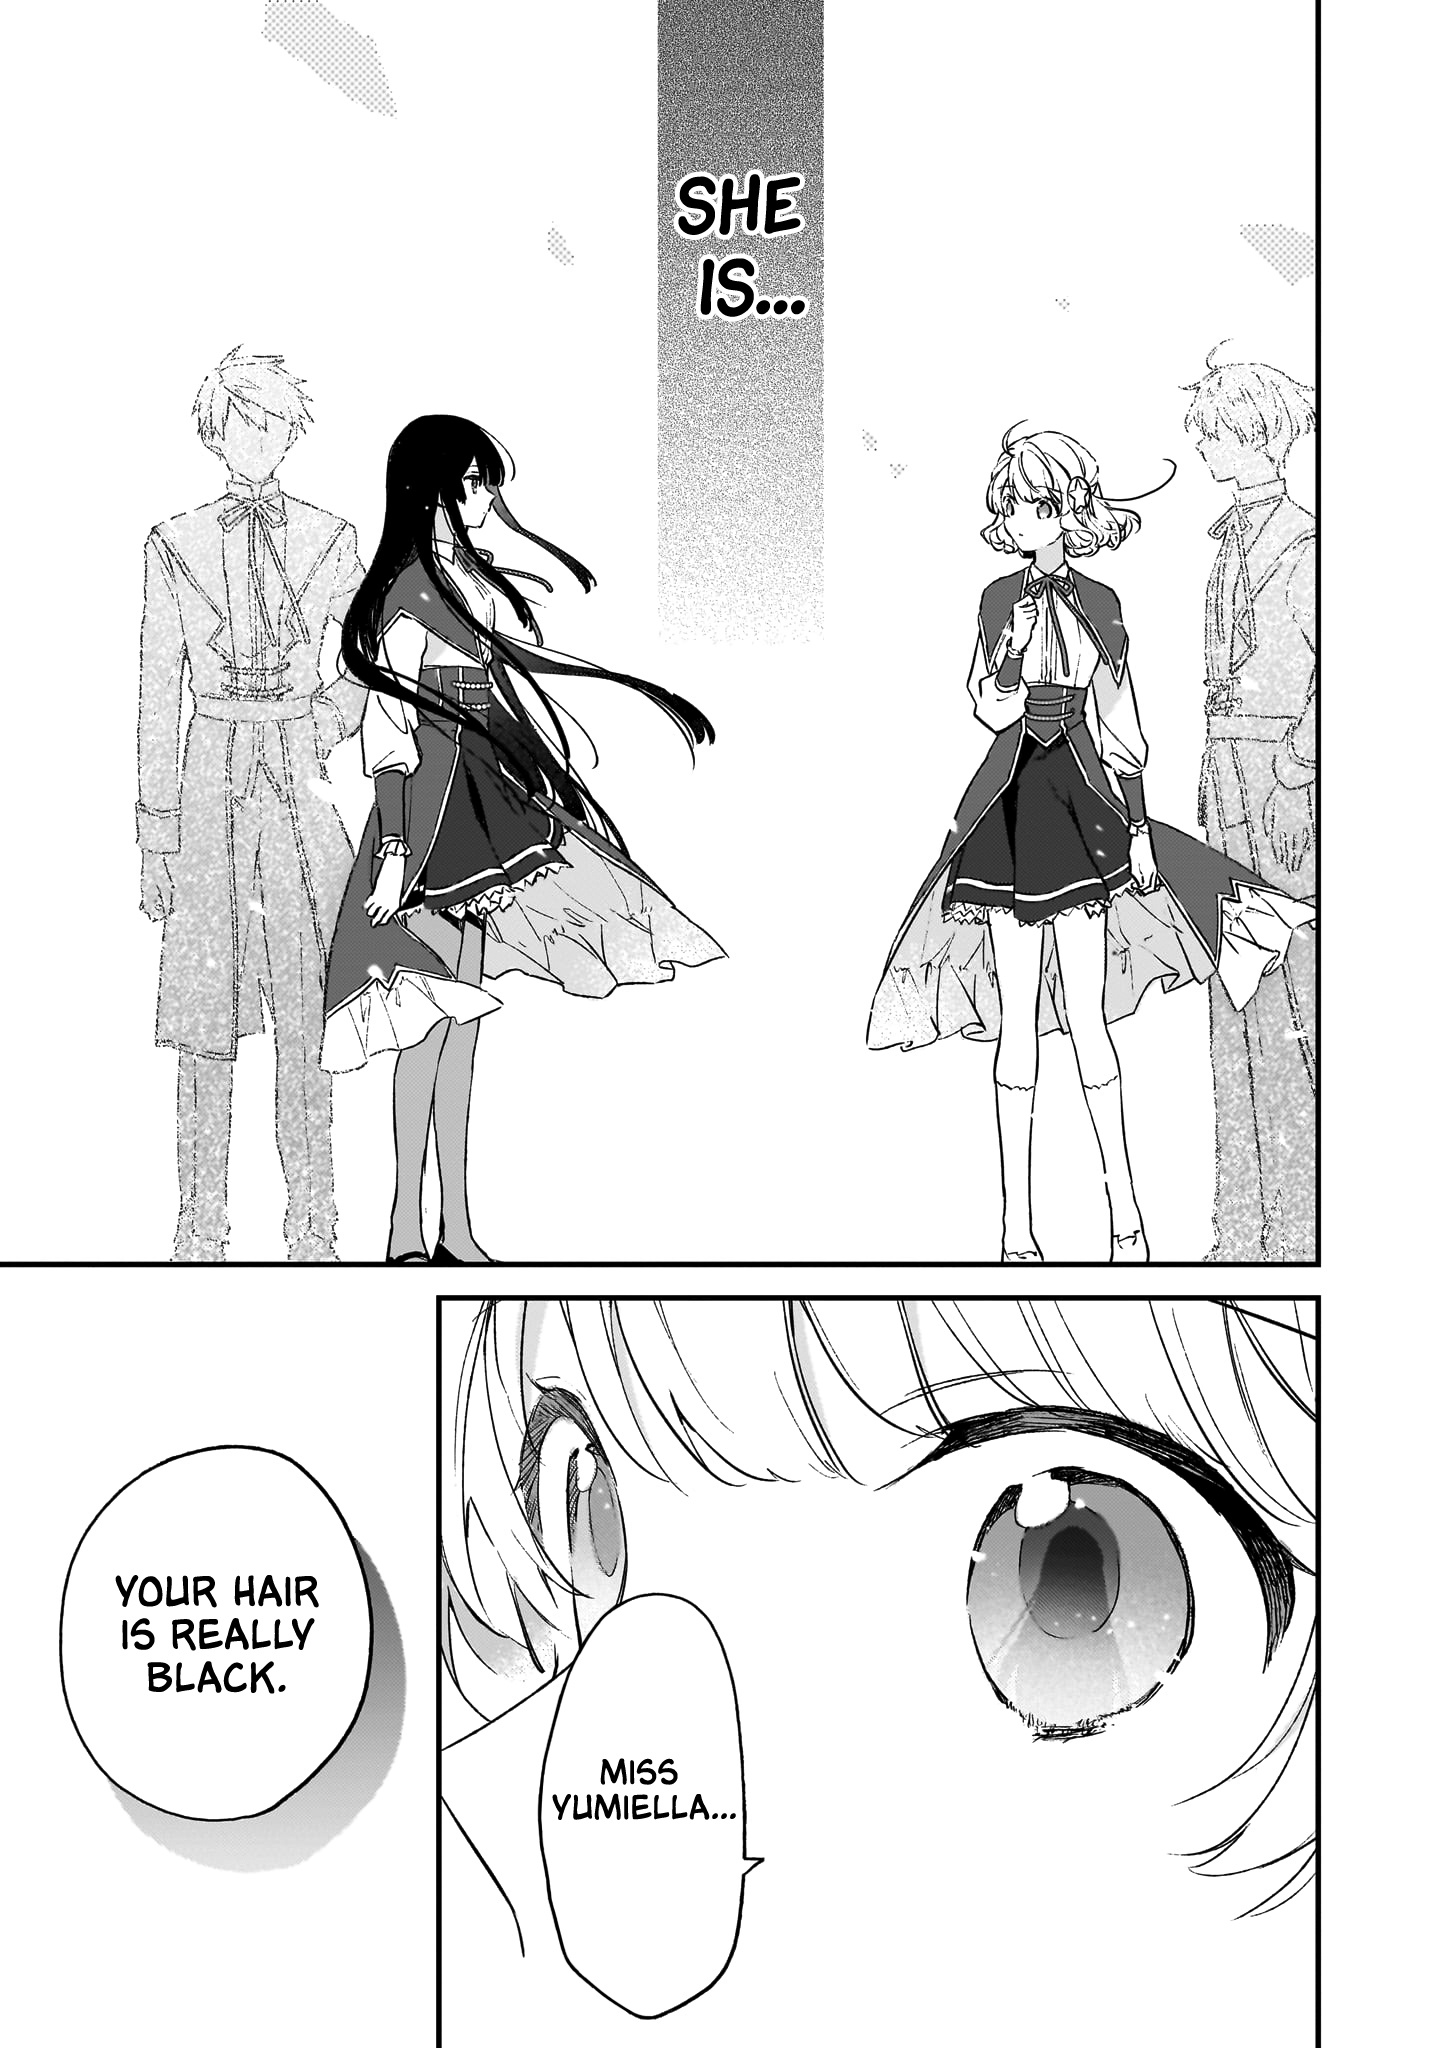 SHE
IS...
MISS
YUMIELLA...
YOUR HAIR
IS REALLY
BLACK.